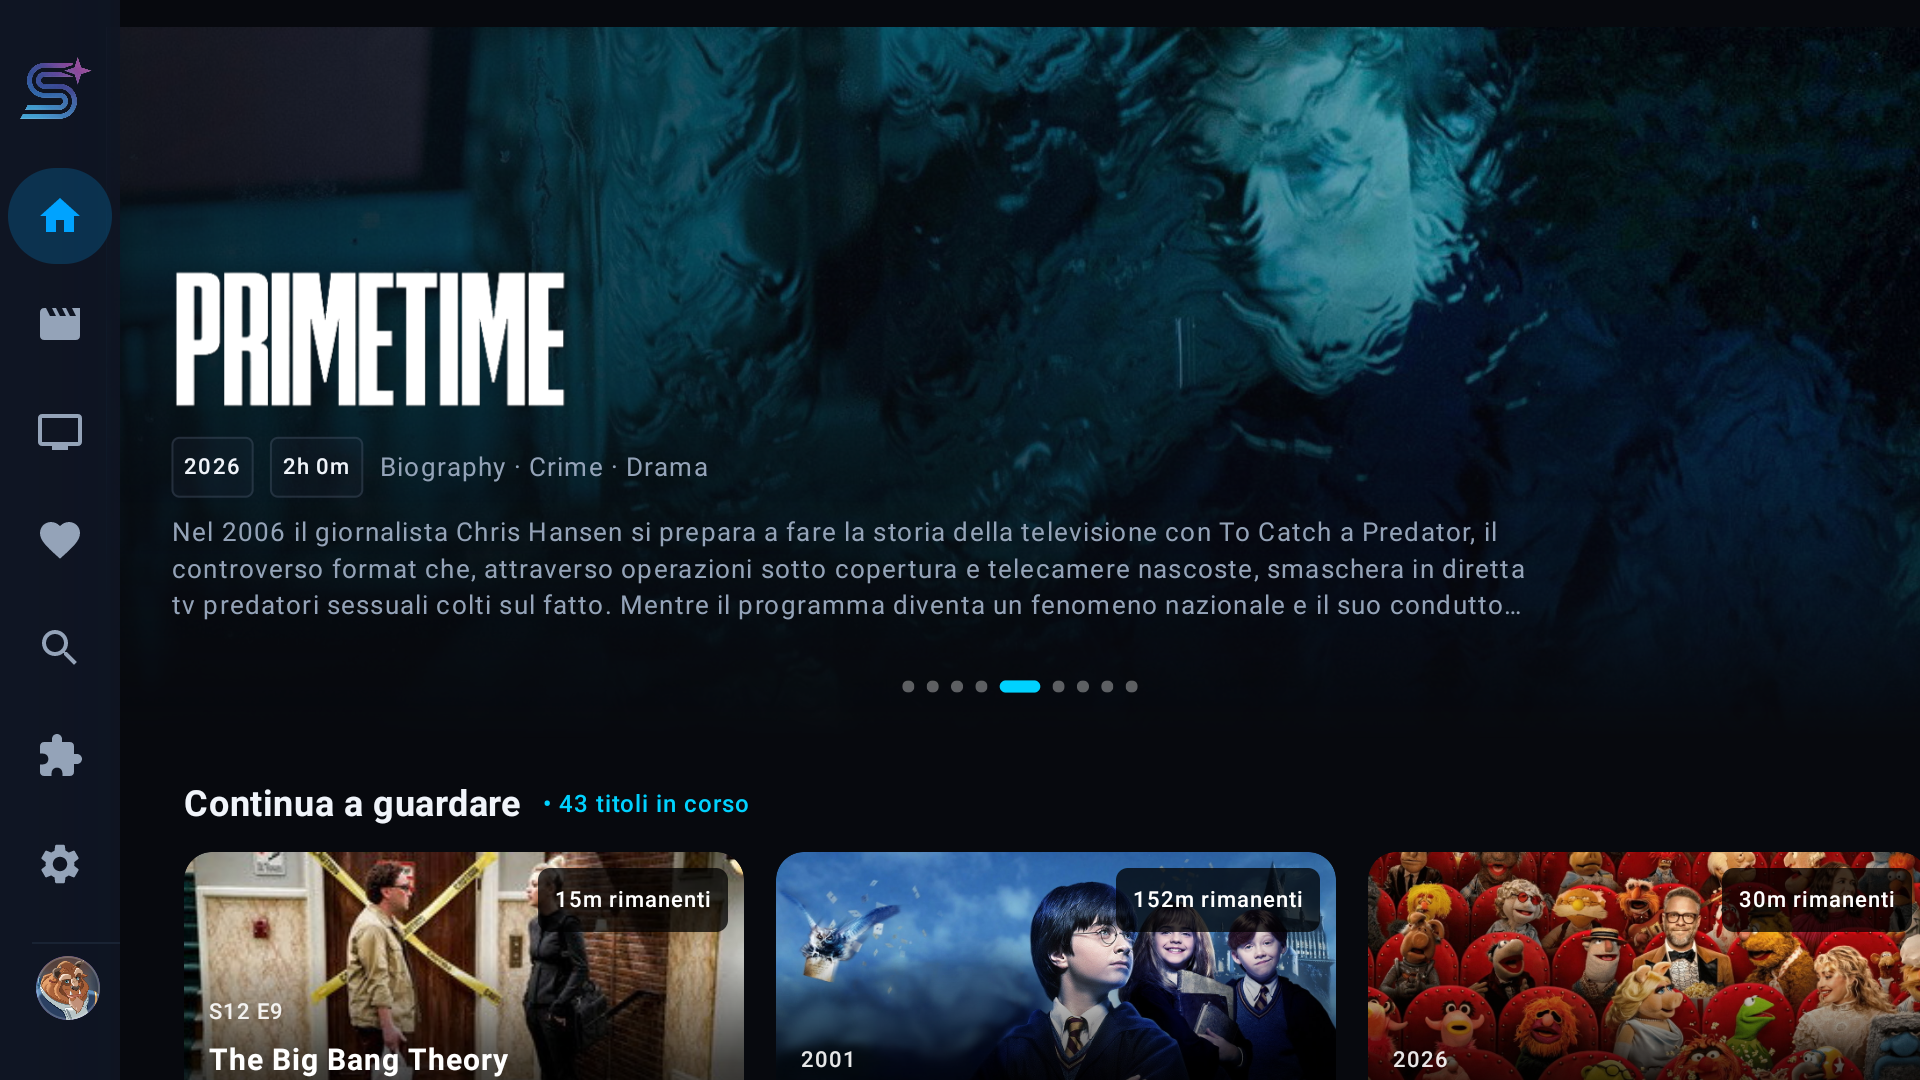 PRIMETIME
2026
2h 0m
Biography · Crime · Drama
Nel 2006 il giornalista Chris Hansen si prepara a fare la storia della televisione con To Catch a Predator, il
controverso format che, attraverso operazioni sotto copertura e telecamere nascoste, smaschera in diretta
tv predatori sessuali colti sul fatto. Mentre il programma diventa un fenomeno nazionale e il suo condutto…
Continua a guardare
• 43 titoli in corso
15m rimanenti
S12 E9
The Big Bang Theory
152m rimanenti
2001
30m rimanenti
2026